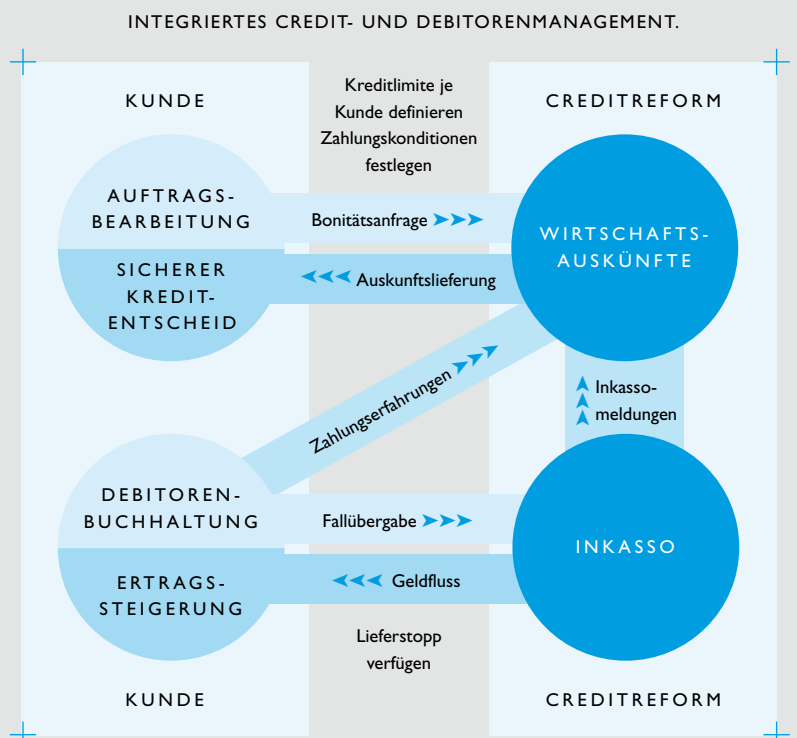 INTEGRIERTES CREDIT- UND DEBITORENMANAGEMENT.
KUNDE
Kreditlimite je
Kunde definieren
Zahlungskonditionen
festlegen
CREDITREFORM
AUFTRAGS-
BEARBEITUNG
Bonitätsanfrage
WIRTSCHAFTS-
AUSKÜNFTE
SICHERER
KREDIT-
ENTSCHEID
Auskunftslieferung
Zahlungserfahrungen
Inkasso-
meldungen
DEBITOREN-
BUCHHALTUNG
Fallübergabe
INKASSO
ERTRAGS-
STEIGERUNG
Geldfluss
Lieferstopp
verfügen
KUNDE
CREDITREFORM